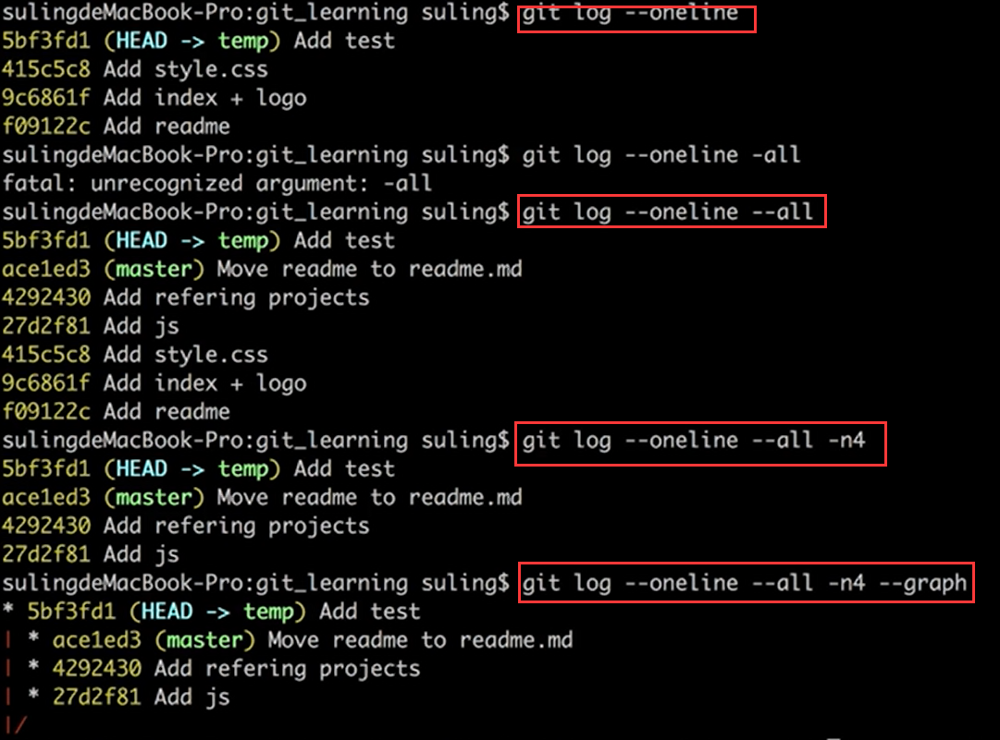 sulingdeMacBook-Pro:git_learning suling$ git log --oneline
5bf3fd1 (HEAD -> temp) Add test
415c5c8 Add style.css
9c6861f Add index + logo
f09122c Add readme
sulingdeMacBook-Pro:git_learning suling$ git log --oneline -all
fatal: unrecognized argument: -all
sulingdeMacBook-Pro:git_learning suling$ git log --oneline --all
5bf3fd1 (HEAD -> temp) Add test
ace1ed3 (master) Move readme to readme.md
4292430 Add refering projects
27d2f81 Add js
415c5c8 Add style.css
9c6861f Add index + logo
f09122c Add readme
sulingdeMacBook-Pro:git_learning suling$ git log --oneline --all -n4
5bf3fd1 (HEAD -> temp) Add test
ace1ed3 (master) Move readme to readme.md
4292430 Add refering projects
27d2f81 Add js
sulingdeMacBook-Pro:git_learning suling$ git log --oneline --all -n4 --graph
* 5bf3fd1 (HEAD -> temp) Add test
| * ace1ed3 (master) Move readme to readme.md
| * 4292430 Add refering projects
| * 27d2f81 Add js
|/